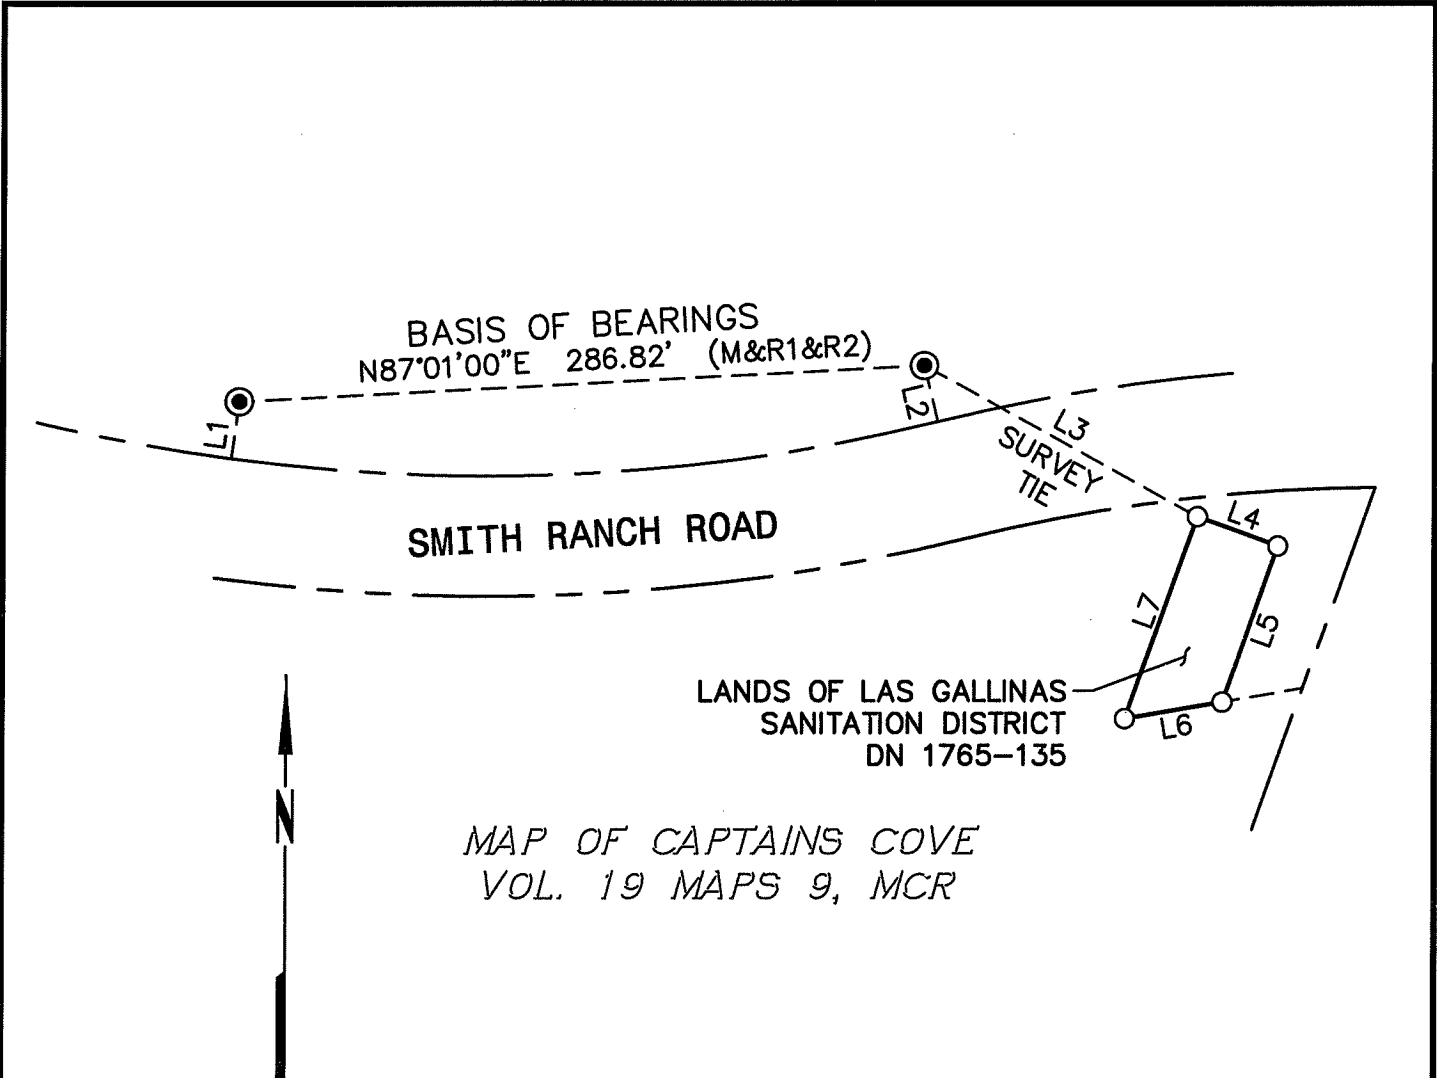 BASIS OF BEARINGS
N87°01'00"E 286.82' (M&R1&R2)
L1
L2
L3
SURVEY
TIE
SMITH RANCH ROAD
L4
L7
L5
L6
LANDS OF LAS GALLINAS
SANITATION DISTRICT
DN 1765-135
N
MAP OF CAPTAINS COVE
VOL. 19 MAPS 9, MCR